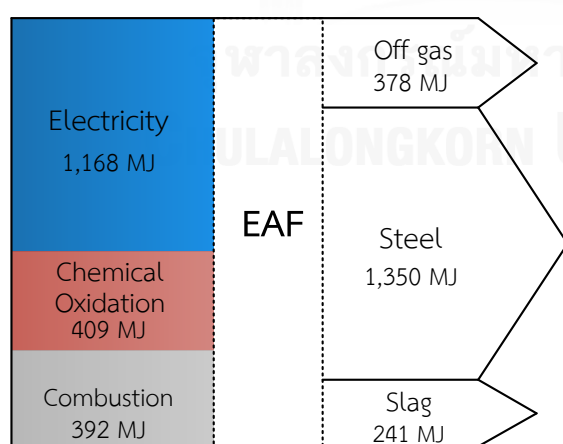 Electricity
1,168 MJ
Chemical
Oxidation
409 MJ
Combustion
392 MJ
EAF
Off gas
378 MJ
Steel
1,350 MJ
Slag
241 MJ
ULALONGKORN